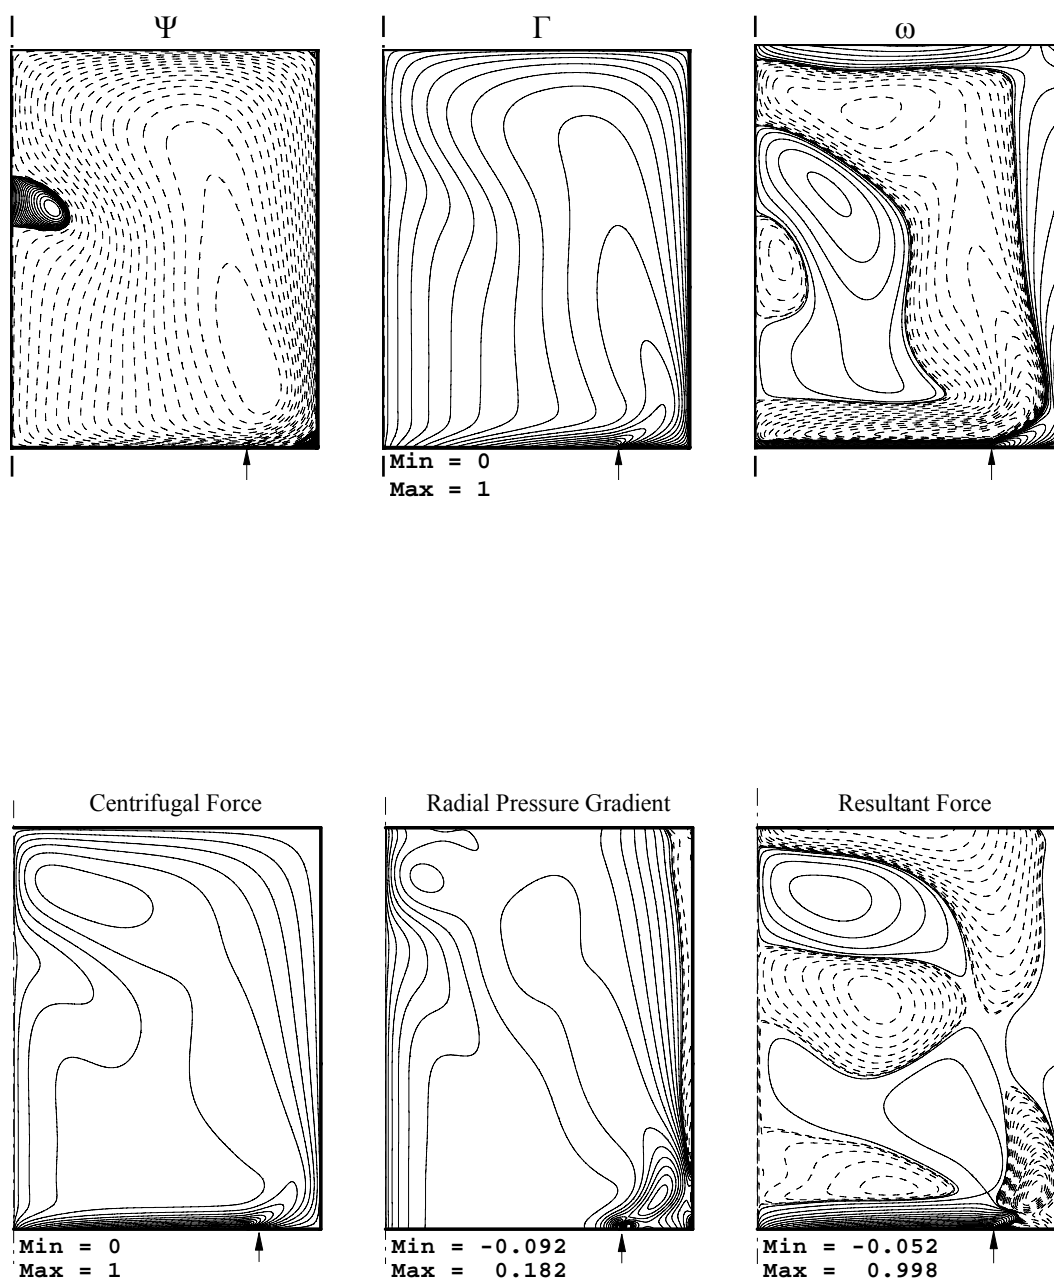 Ψ Γ ω
Min = 0
Max = 1
Centrifugal Force Radial Pressure Gradient Resultant Force
Min = 0 Min = -0.092 Min = -0.052
Max = 1 Max = 0.182 Max = 0.998